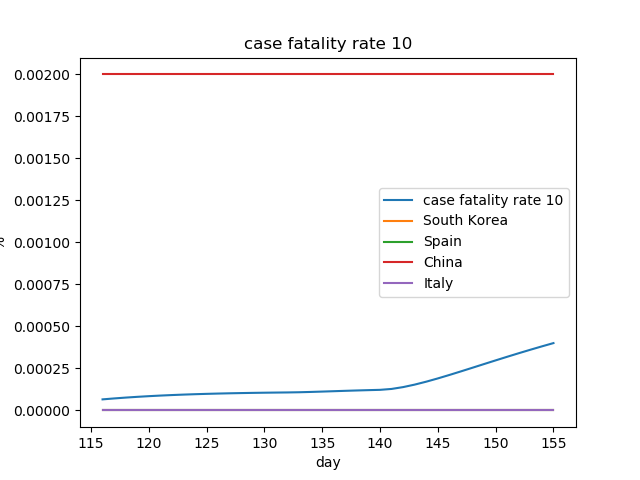 case fatality rate 10
0.00200
0.00175
0.00150
0.00125
0.00100
0.00075
0.00050
0.00025
0.00000
%
case fatality rate 10
South Korea
Spain
China
Italy
115 120 125 130 135 140 145 150 155
day